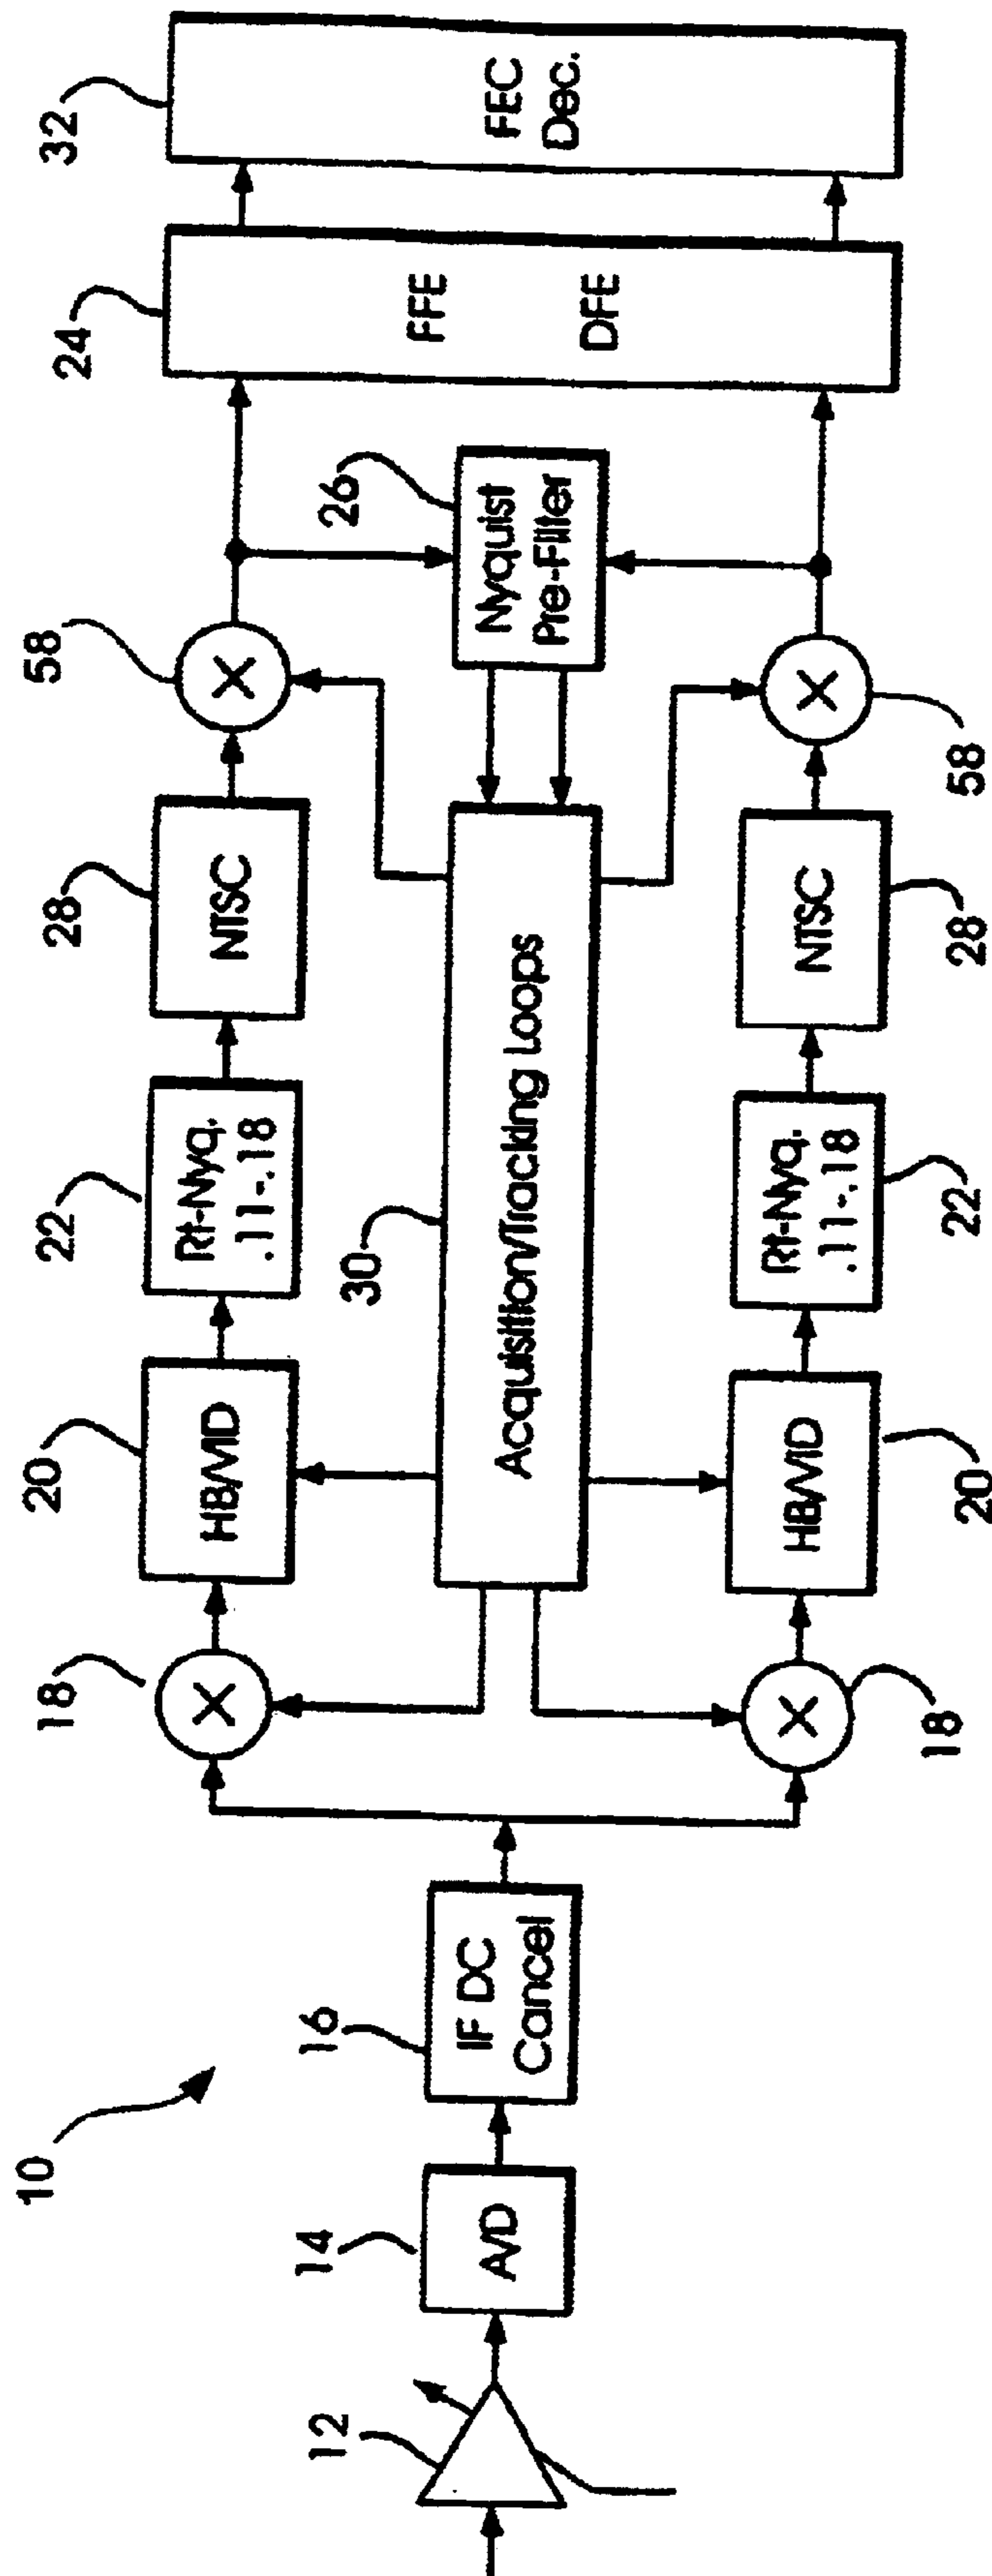 10
12
14
A/D
16
IF DC
Cancel
18
18
20
HB/VID
20
HB/VID
22
Rt-Nyq.
.11-.18
22
Rt-Nyq.
.11-.18
28
NTSC
28
NTSC
30
Acquisition/Tracking Loops
58
58
26
Nyquist
Pre-Filter
24
FFE
DFE
32
FEC
Dec.
X
X
X
X